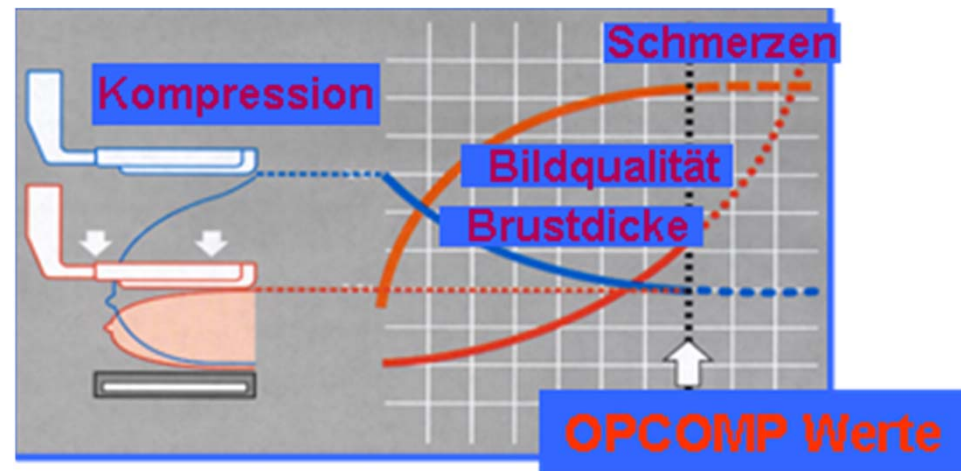 Schmerzen
Kompression
Bildqualität
Brustdicke
OPCOMP Werte